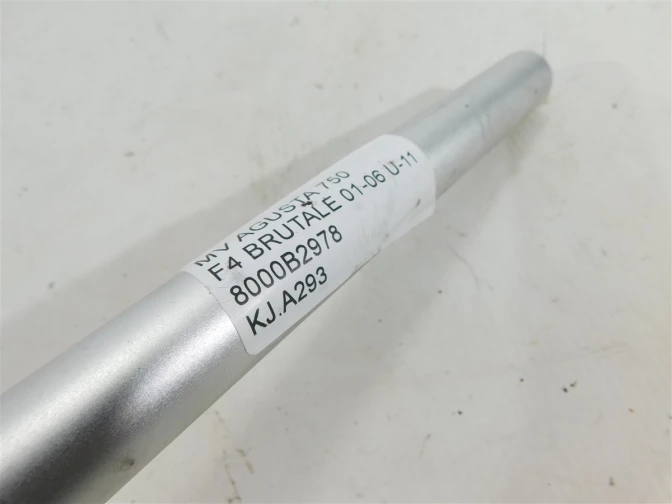 MV AGUSTA 750
F4 BRUTALE 01-06 U-11
8000B2978
KJ.A293